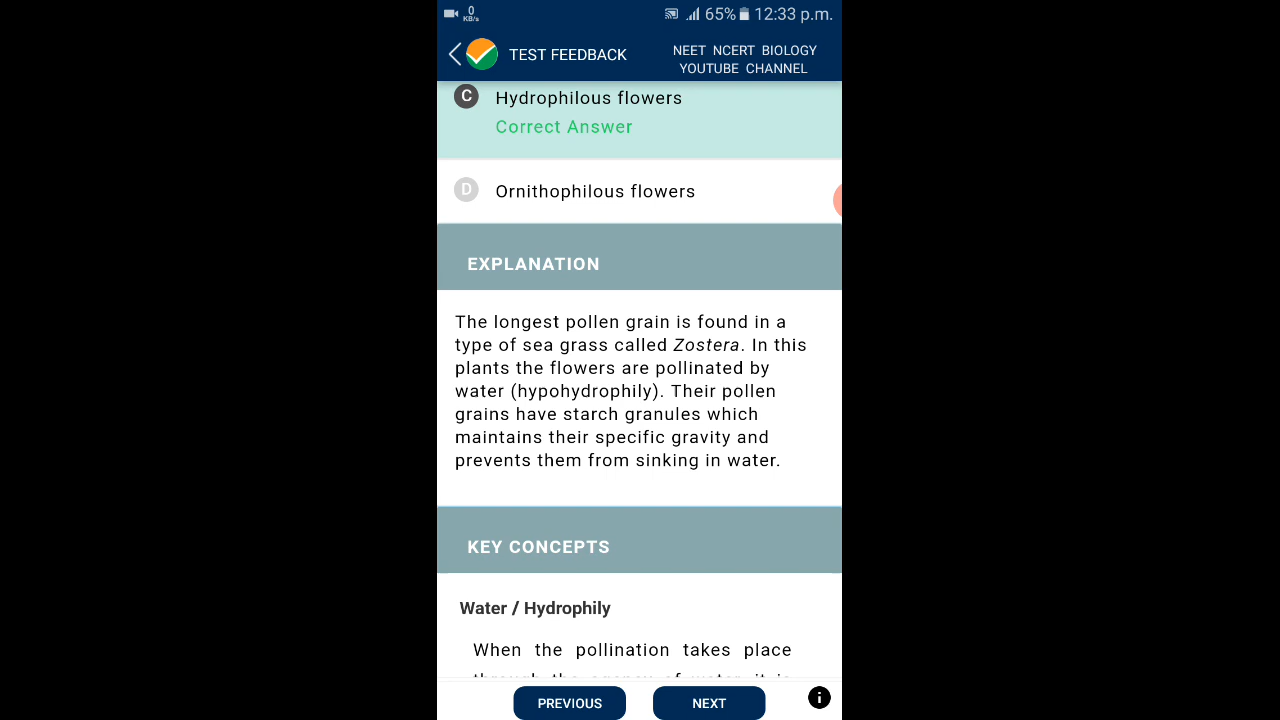 0
KB/s
65%
12:33 p.m.
TEST FEEDBACK
NEET NCERT BIOLOGY
YOUTUBE CHANNEL
C
Hydrophilous flowers
Correct Answer
D
Ornithophilous flowers
EXPLANATION
The longest pollen grain is found in a
type of sea grass called Zostera. In this
plants the flowers are pollinated by
water (hypohydrophily). Their pollen
grains have starch granules which
maintains their specific gravity and
prevents them from sinking in water.
KEY CONCEPTS
Water / Hydrophily
When the pollination takes place
PREVIOUS
NEXT
i